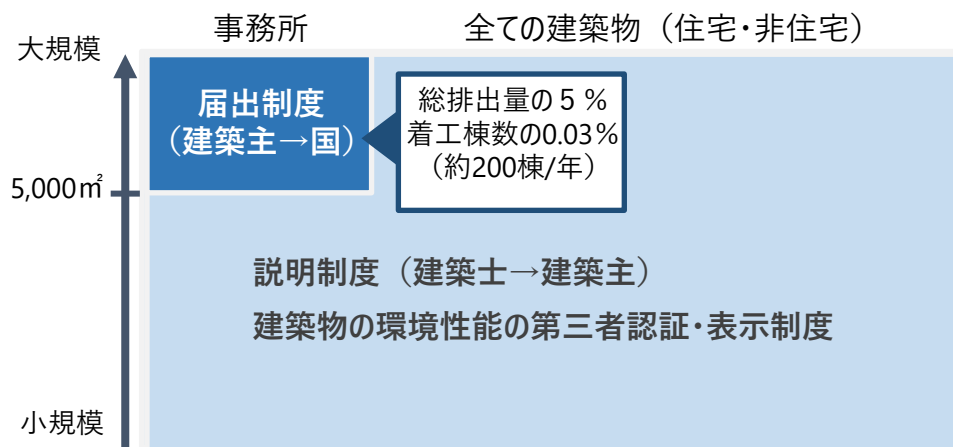 事務所
全ての建築物（住宅・非住宅）
大規模
届出制度
（建築主→国）
総排出量の５％
着工棟数の0.03％
（約200棟/年）
5,000㎡
説明制度（建築士→建築主）
建築物の環境性能の第三者認証・表示制度
小規模